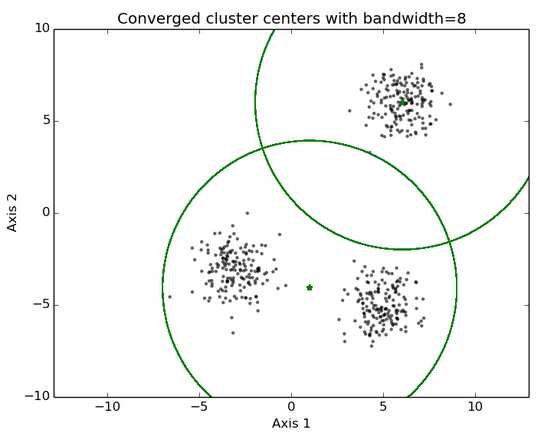 Converged cluster centers with bandwidth=8
10
5
0
−5
−10
Axis 2
−10 −5 0 5 10
Axis 1